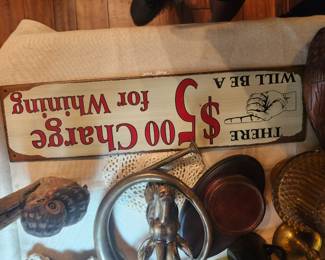 THERE
WILL BE A
$5.00 Charge
for Whining